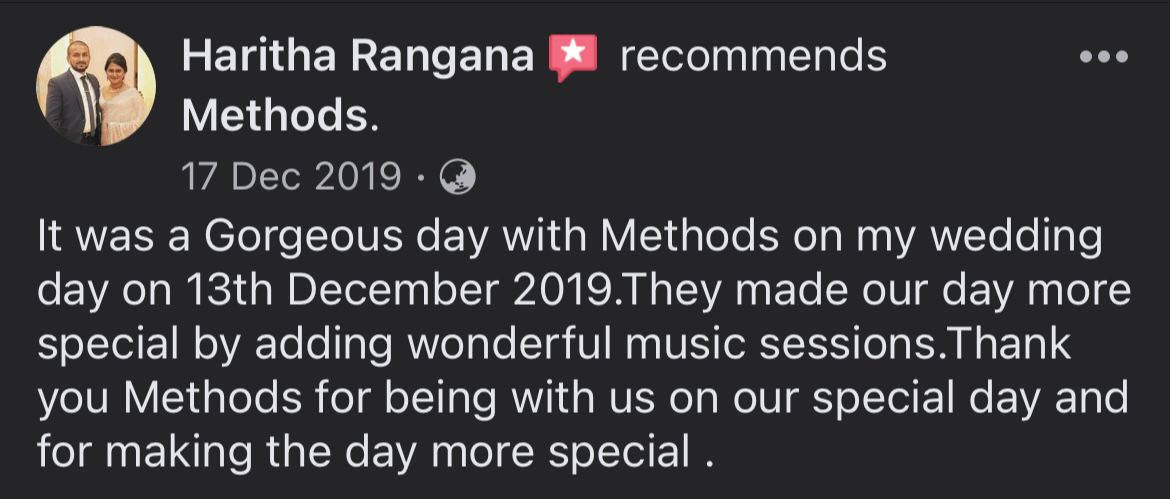 Haritha Rangana recommends
Methods.
17 Dec 2019 ·
It was a Gorgeous day with Methods on my wedding
day on 13th December 2019.They made our day more
special by adding wonderful music sessions.Thank
you Methods for being with us on our special day and
for making the day more special .